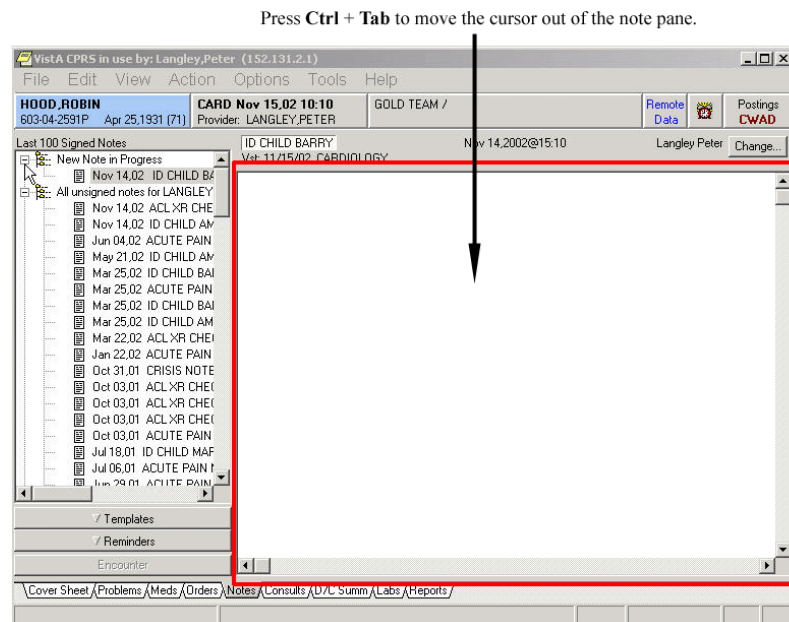 Press Ctrl + Tab to move the cursor out of the note pane.
VistA CPRS in use by: Langley,Peter (152.131.2.1)
File Edit View Action Options Tools Help
HOOD,ROBIN CARD Nov 15,02 10:10 GOLD TEAM / Remote Postings
603-04-2591P Apr 25,1931 (71) Provider: LANGLEY,PETER Data CWAD
Last 100 Signed Notes ID CHILD BARRY Nov 14,2002@15:10 Langley Peter Change...
Vst: 11/15/02 CARDIOLOGY
New Note in Progress
Nov 14,02 ID CHILD BA
All unsigned notes for LANGLEY
Nov 14,02 ACL XR CHE
Nov 14,02 ID CHILD AM
Jun 04,02 ACUTE PAIN
May 21,02 ID CHILD AM
Mar 25,02 ID CHILD BAI
Mar 25,02 ACUTE PAIN
Mar 25,02 ID CHILD BAI
Mar 25,02 ID CHILD AM
Mar 22,02 ACL XR CHE
Jan 22,02 ACUTE PAIN
Oct 31,01 CRISIS NOTE
Oct 03,01 ACL XR CHE
Oct 03,01 ACL XR CHE
Oct 03,01 ACL XR CHE
Oct 03,01 ACUTE PAIN
Jul 18,01 ID CHILD MAR
Jul 06,01 ACUTE PAIN
Jun 29,01 ACUTE PAIN
Templates
Reminders
Encounter
Cover Sheet Problems Meds Orders Notes Consults D/C Summ Labs Reports